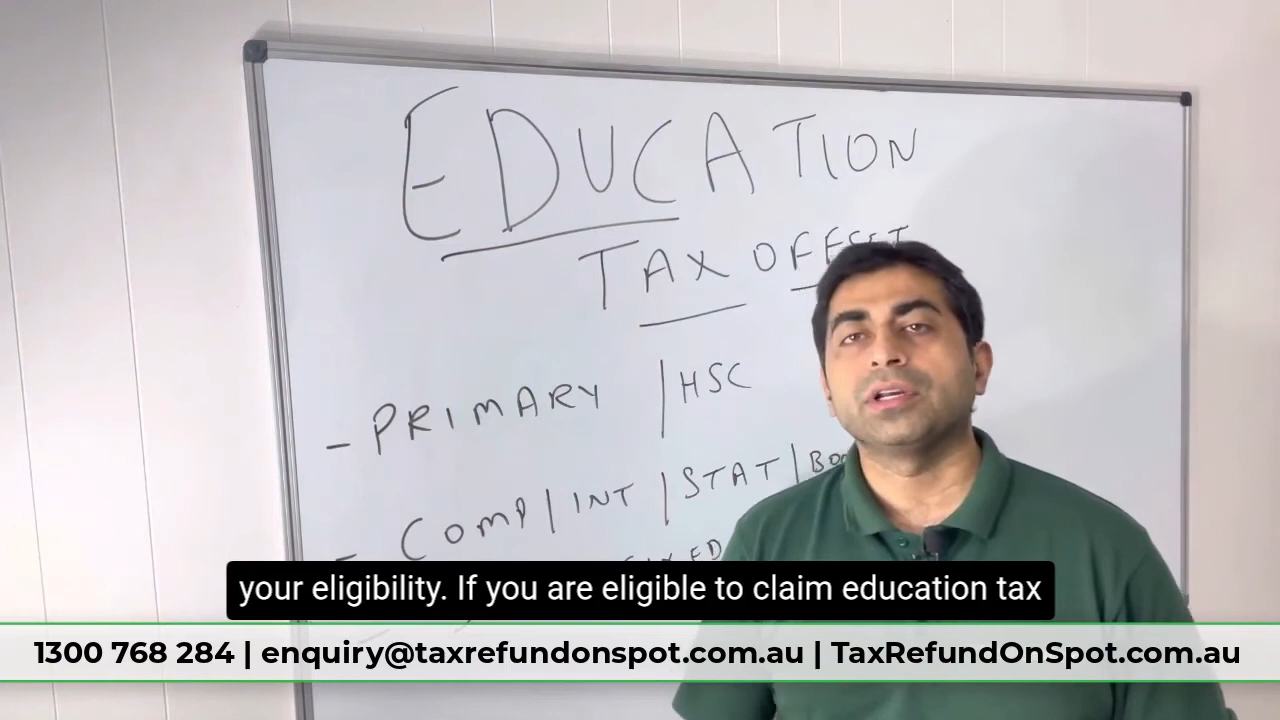 EDUCATION
TAX OFFSET
- PRIMARY | HSC
- COMP | INT | STAT |
your eligibility. If you are eligible to claim education tax
1300 768 284 | enquiry@taxrefundonspot.com.au | TaxRefundOnSpot.com.au